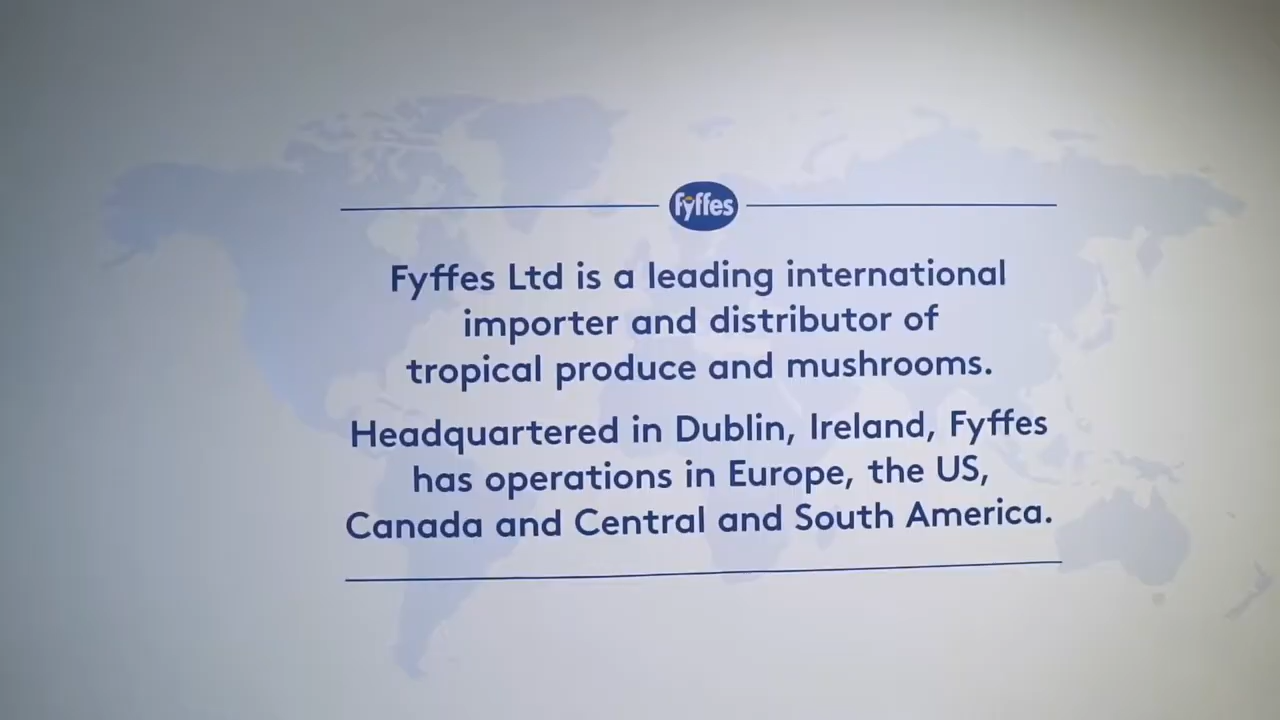 Fyffes
Fyffes Ltd is a leading international
importer and distributor of
tropical produce and mushrooms.
Headquartered in Dublin, Ireland, Fyffes
has operations in Europe, the US,
Canada and Central and South America.